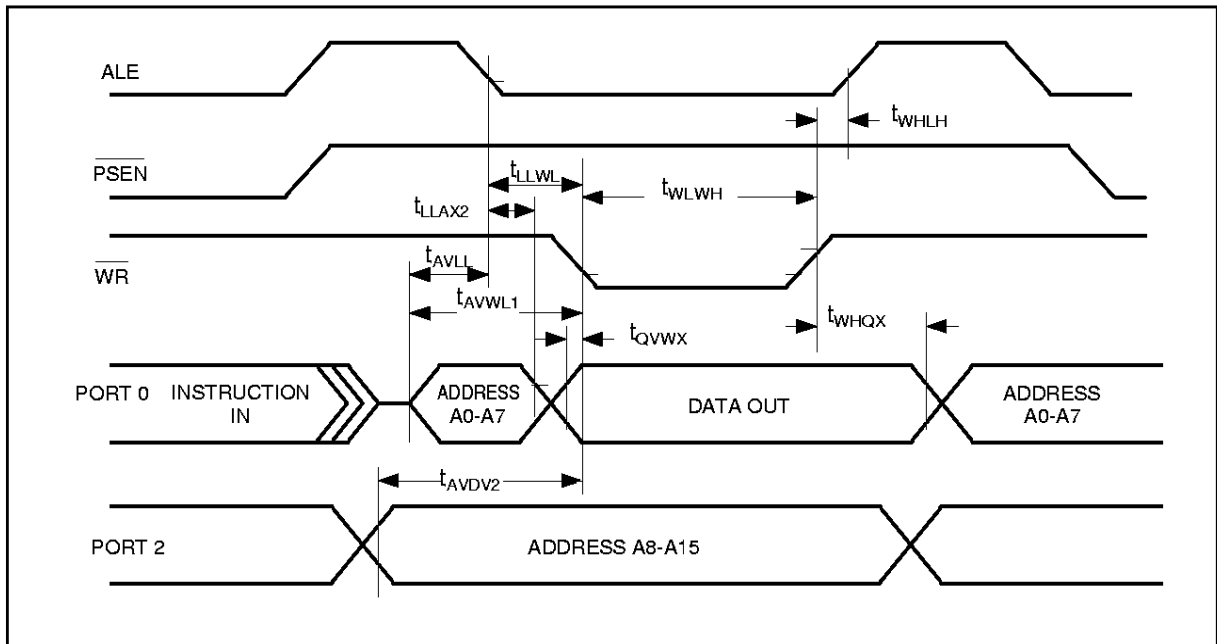 ALE
tWHLH
PSEN
tLLWL
tWLWH
tLLAX2
WR
tAVLL
tAVWL1
tQVWX
tWHQX
PORT 0
INSTRUCTION
IN
ADDRESS
A0-A7
DATA OUT
ADDRESS
A0-A7
tAVDV2
PORT 2
ADDRESS A8-A15